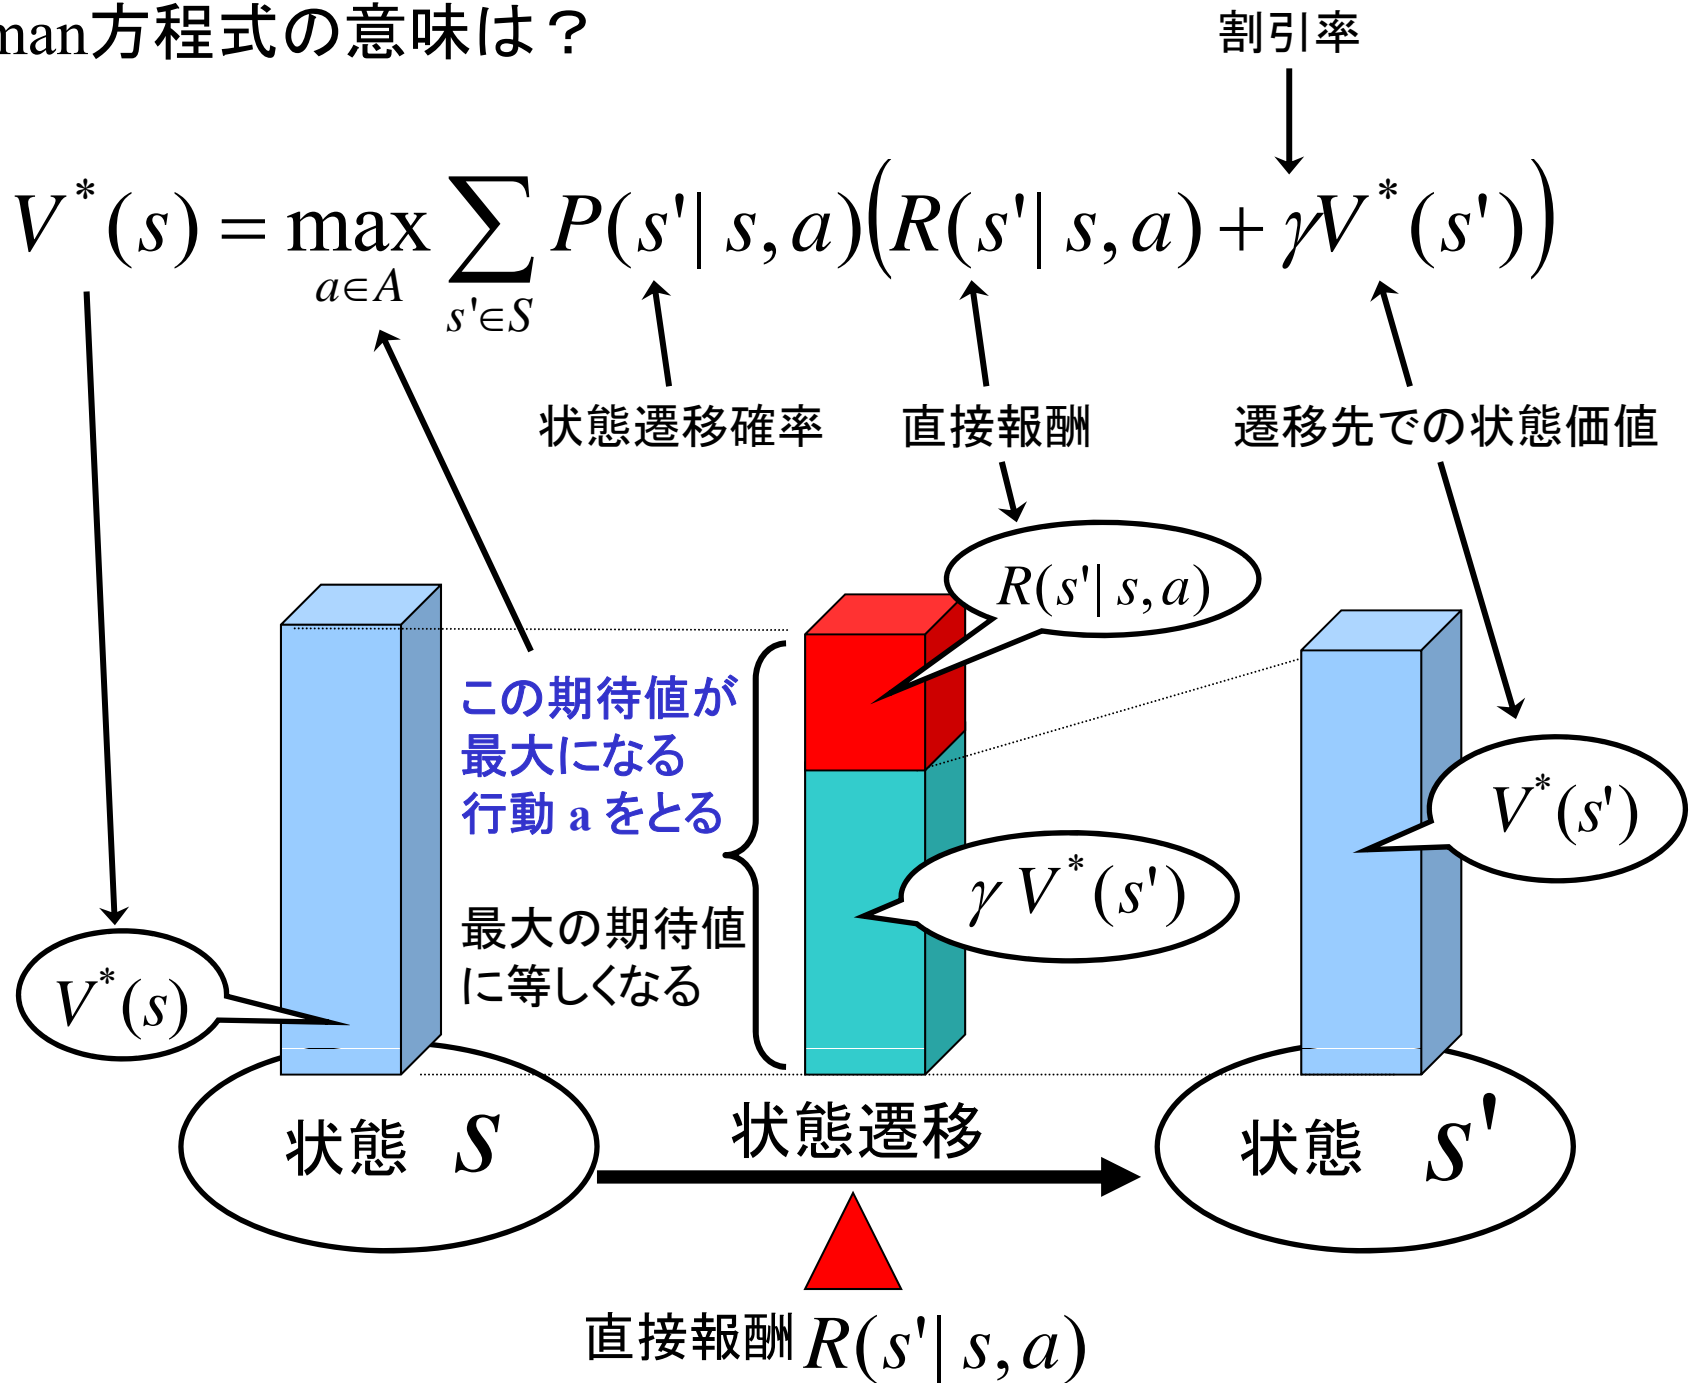 man方程式の意味は？
割引率
V*(s) = max a∈A ∑ s'∈S P(s'| s,a)(R(s'| s,a) + γV*(s'))
状態遷移確率
直接報酬
遷移先での状態価値
R(s'| s,a)
この期待値が
最大になる
行動 a をとる
V*(s')
γ V*(s')
最大の期待値
に等しくなる
V*(s)
状態遷移
状態 s
状態 s'
直接報酬 R(s'| s,a)